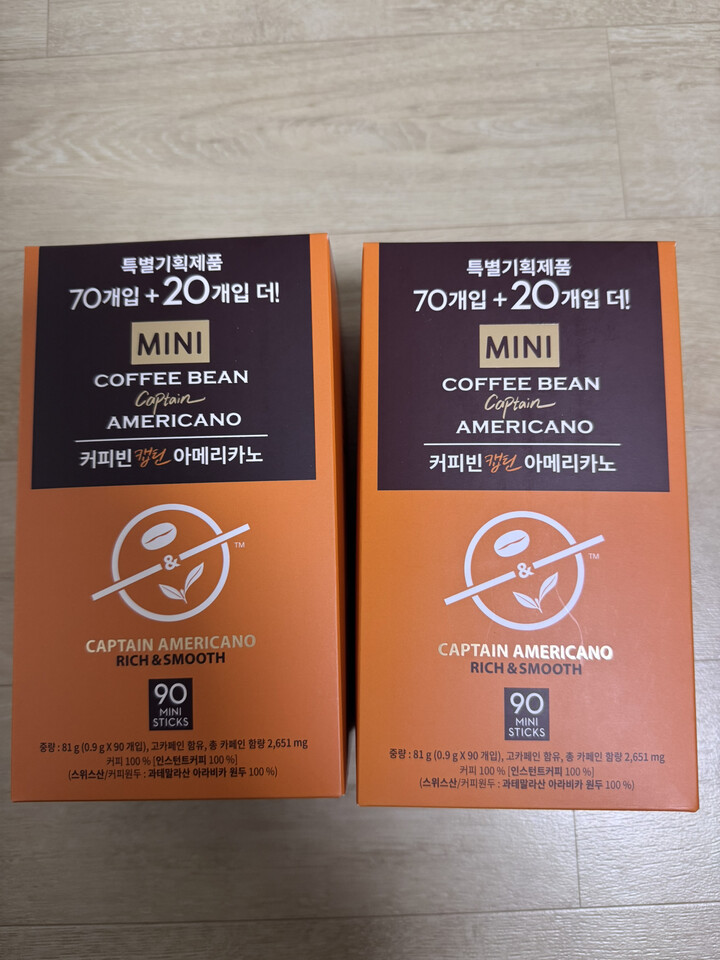 특별기획제품
70개입 + 20개입 더!
MINI
COFFEE BEAN
Captain
AMERICANO
커피빈 캡틴 아메리카노
&
TM
CAPTAIN AMERICANO
RICH & SMOOTH
90
MINI
STICKS
중량 : 81 g (0.9 g X 90 개입), 고카페인 함유, 총 카페인 함량 2,651 mg
커피 100 % [인스턴트커피 100 %]
(스위스산/커피원두 : 과테말라산 아라비카 원두 100 %)
특별기획제품
70개입 + 20개입 더!
MINI
COFFEE BEAN
Captain
AMERICANO
커피빈 캡틴 아메리카노
&
TM
CAPTAIN AMERICANO
RICH & SMOOTH
90
MINI
STICKS
중량 : 81 g (0.9 g X 90 개입), 고카페인 함유, 총 카페인 함량 2,651 mg
커피 100 % [인스턴트커피 100 %]
(스위스산/커피원두 : 과테말라산 아라비카 원두 100 %)